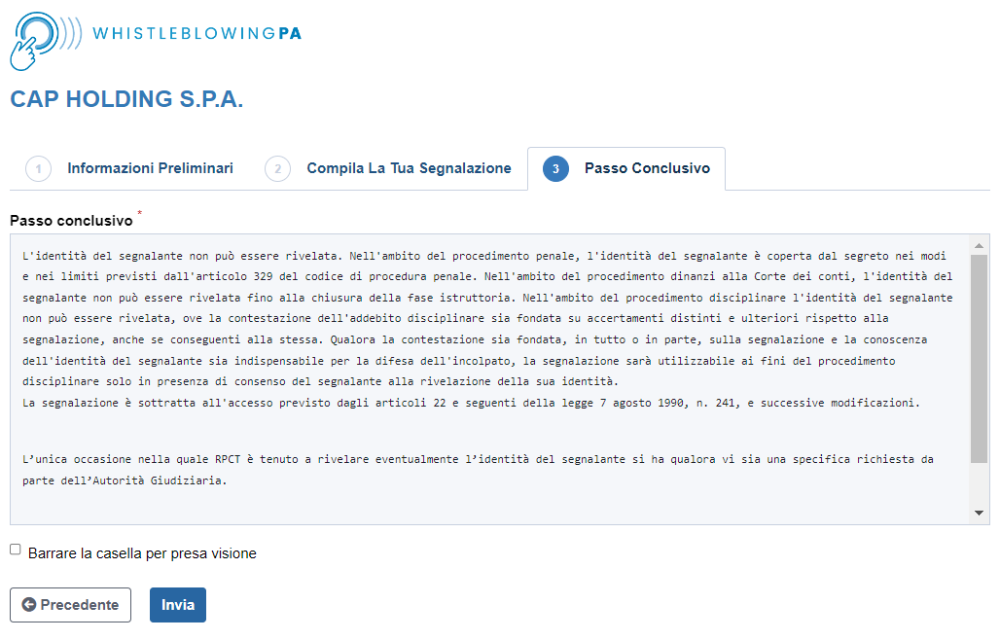 WHISTLEBLOWINGPA
CAP HOLDING S.P.A.
1 Informazioni Preliminari 2 Compila La Tua Segnalazione 3 Passo Conclusivo
Passo conclusivo *
L'identità del segnalante non può essere rivelata. Nell'ambito del procedimento penale, l'identità del segnalante è coperta dal segreto nei modi
e nei limiti previsti dall'articolo 329 del codice di procedura penale. Nell'ambito del procedimento dinanzi alla Corte dei conti, l'identità del
segnalante non può essere rivelata fino alla chiusura della fase istruttoria. Nell'ambito del procedimento disciplinare l'identità del segnalante
non può essere rivelata, ove la contestazione dell'addebito disciplinare sia fondata su accertamenti distinti e ulteriori rispetto alla
segnalazione, anche se conseguenti alla stessa. Qualora la contestazione sia fondata, in tutto o in parte, sulla segnalazione e la conoscenza
dell'identità del segnalante sia indispensabile per la difesa dell'incolpato, la segnalazione sarà utilizzabile ai fini del procedimento
disciplinare solo in presenza di consenso del segnalante alla rivelazione della sua identità.
La segnalazione è sottratta all'accesso previsto dagli articoli 22 e seguenti della legge 7 agosto 1990, n. 241, e successive modificazioni.
L’unica occasione nella quale RPCT è tenuto a rivelare eventualmente l’identità del segnalante si ha qualora vi sia una specifica richiesta da
parte dell’Autorità Giudiziaria.
Barrare la casella per presa visione
Precedente Invia